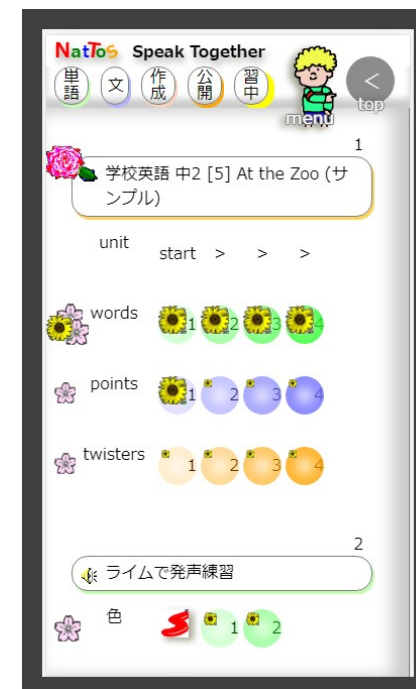 NatTos Speak Together
単語 文 作成 公開 習中
menu
<
top
1
学校英語 中2 [5] At the Zoo (サ
ンプル)
unit start > > >
words 1 2 3 4
points 1 2 3 4
twisters 1 2 3 4
2
ライムで発声練習
色 1 2